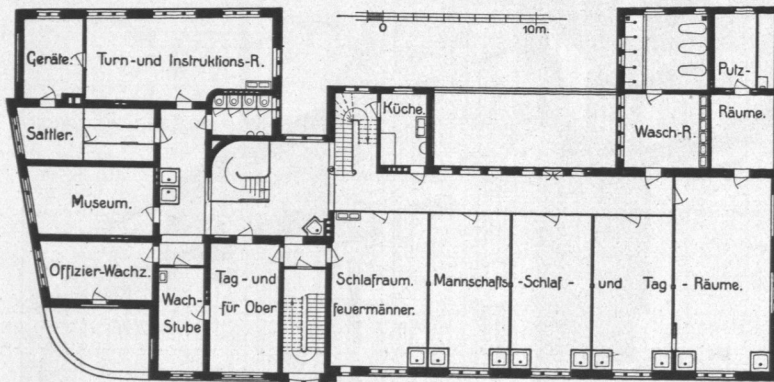 0 10m.
Geräte. Turn-und Instruktions-R. Putz-
Küche.
Sattler. Wasch-R. Räume.
Museum.
Offizier-Wachz. Tag - und Schlafraum. Mannschafts -Schlaf - und Tag - Räume.
Wach- für Ober feuermänner.
Stube